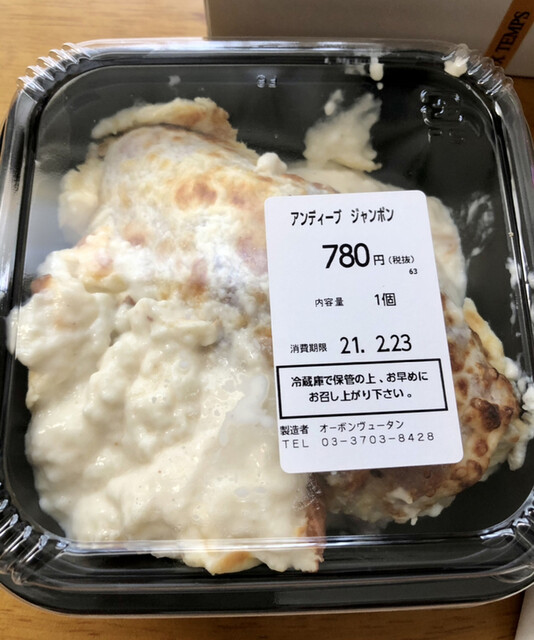 TEMPS
アンディーブ ジャンボン
780円(税抜)
63
内容量 1個
消費期限 21. 2.23
冷蔵庫で保管の上、お早めに
お召し上がり下さい。
製造者 オーボンヴュータン
TEL 03-3703-8428